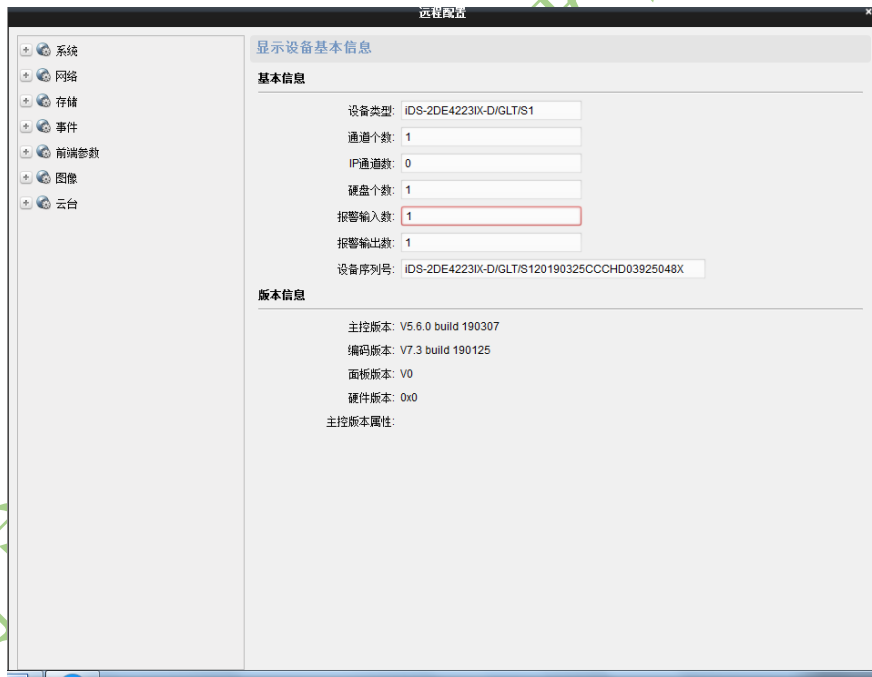 远程配置
×
系统
网络
存储
事件
前端参数
图像
云台
显示设备基本信息
基本信息
设备类型: iDS-2DE4223IX-D/GLT/S1
通道个数: 1
IP通道数: 0
硬盘个数: 1
报警输入数: 1
报警输出数: 1
设备序列号: iDS-2DE4223IX-D/GLT/S120190325CCCHD03925048X
版本信息
主控版本: V5.6.0 build 190307
编码版本: V7.3 build 190125
面板版本: V0
硬件版本: 0x0
主控版本属性: